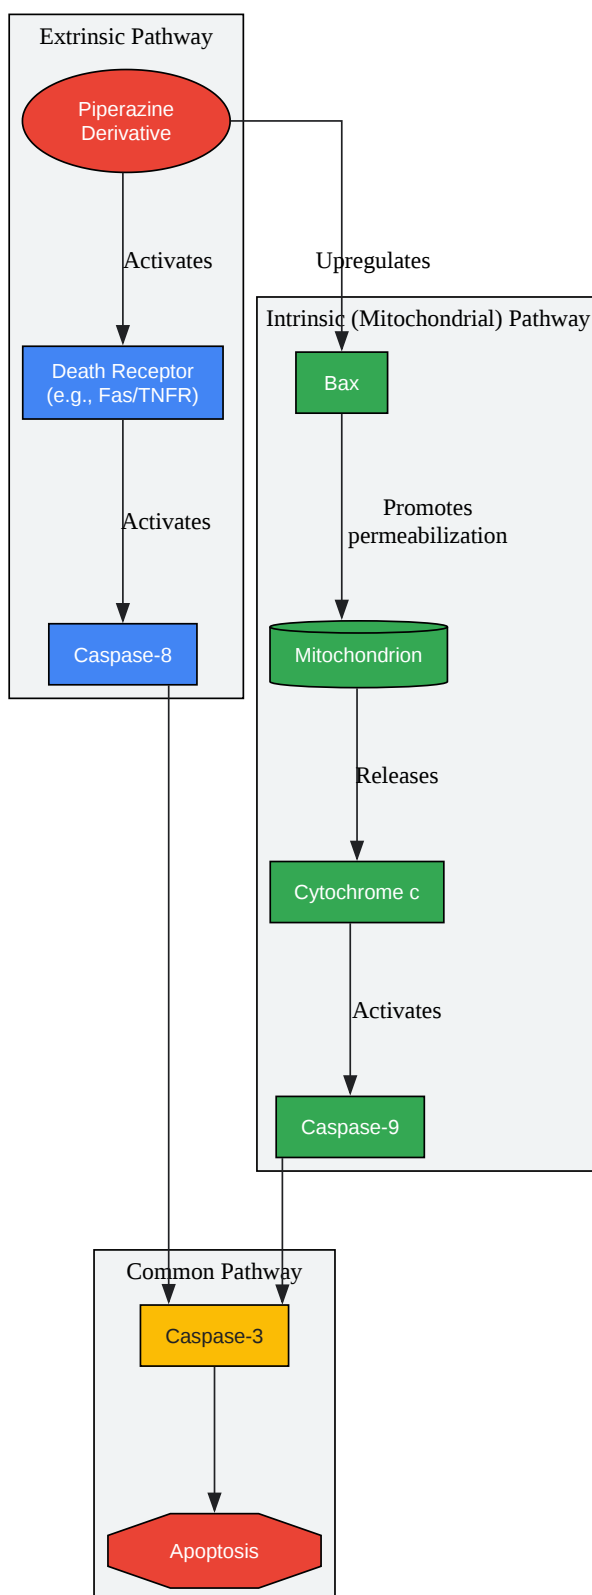 Extrinsic Pathway
Piperazine
Derivative
Activates
Upregulates
Intrinsic (Mitochondrial) Pathway
Death Receptor
(e.g., Fas/TNFR)
Bax
Activates
Promotes
permeabilization
Caspase-8
Mitochondrion
Releases
Cytochrome c
Activates
Caspase-9
Common Pathway
Caspase-3
Apoptosis